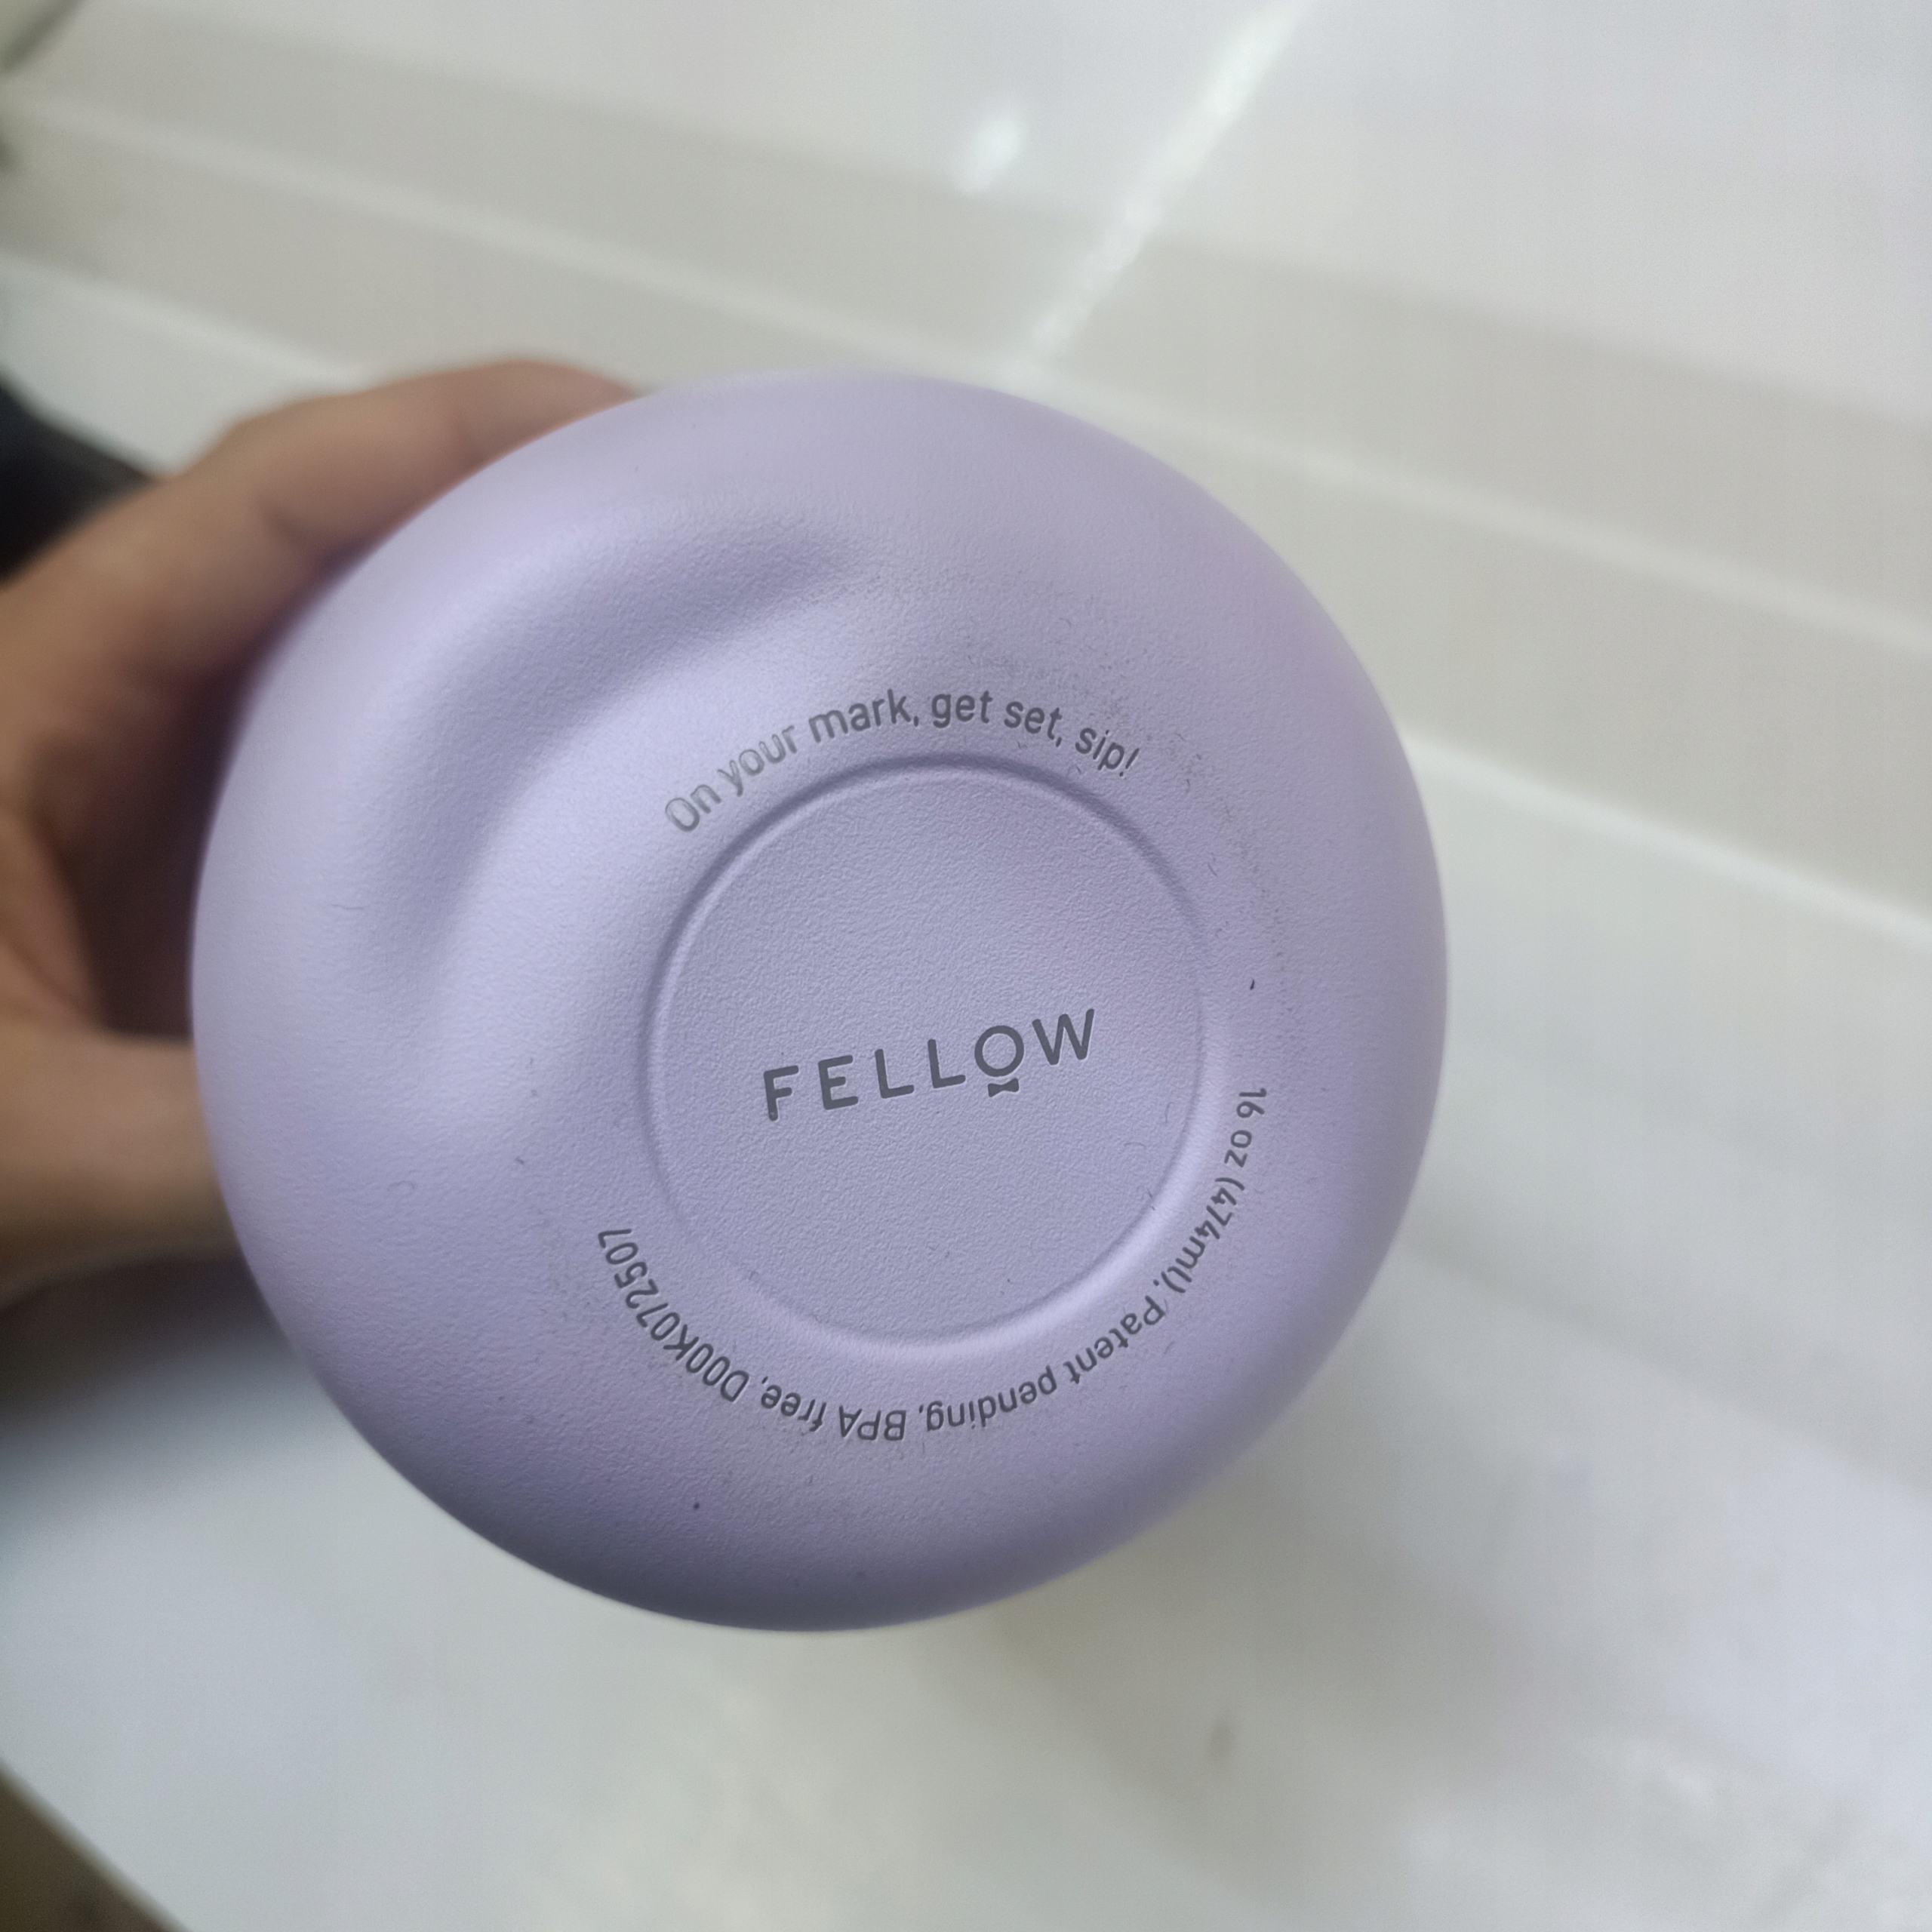 On your mark, get set, sip!
FELLOW
16 oz (474ml), Patent pending, BPA free, D00K072507